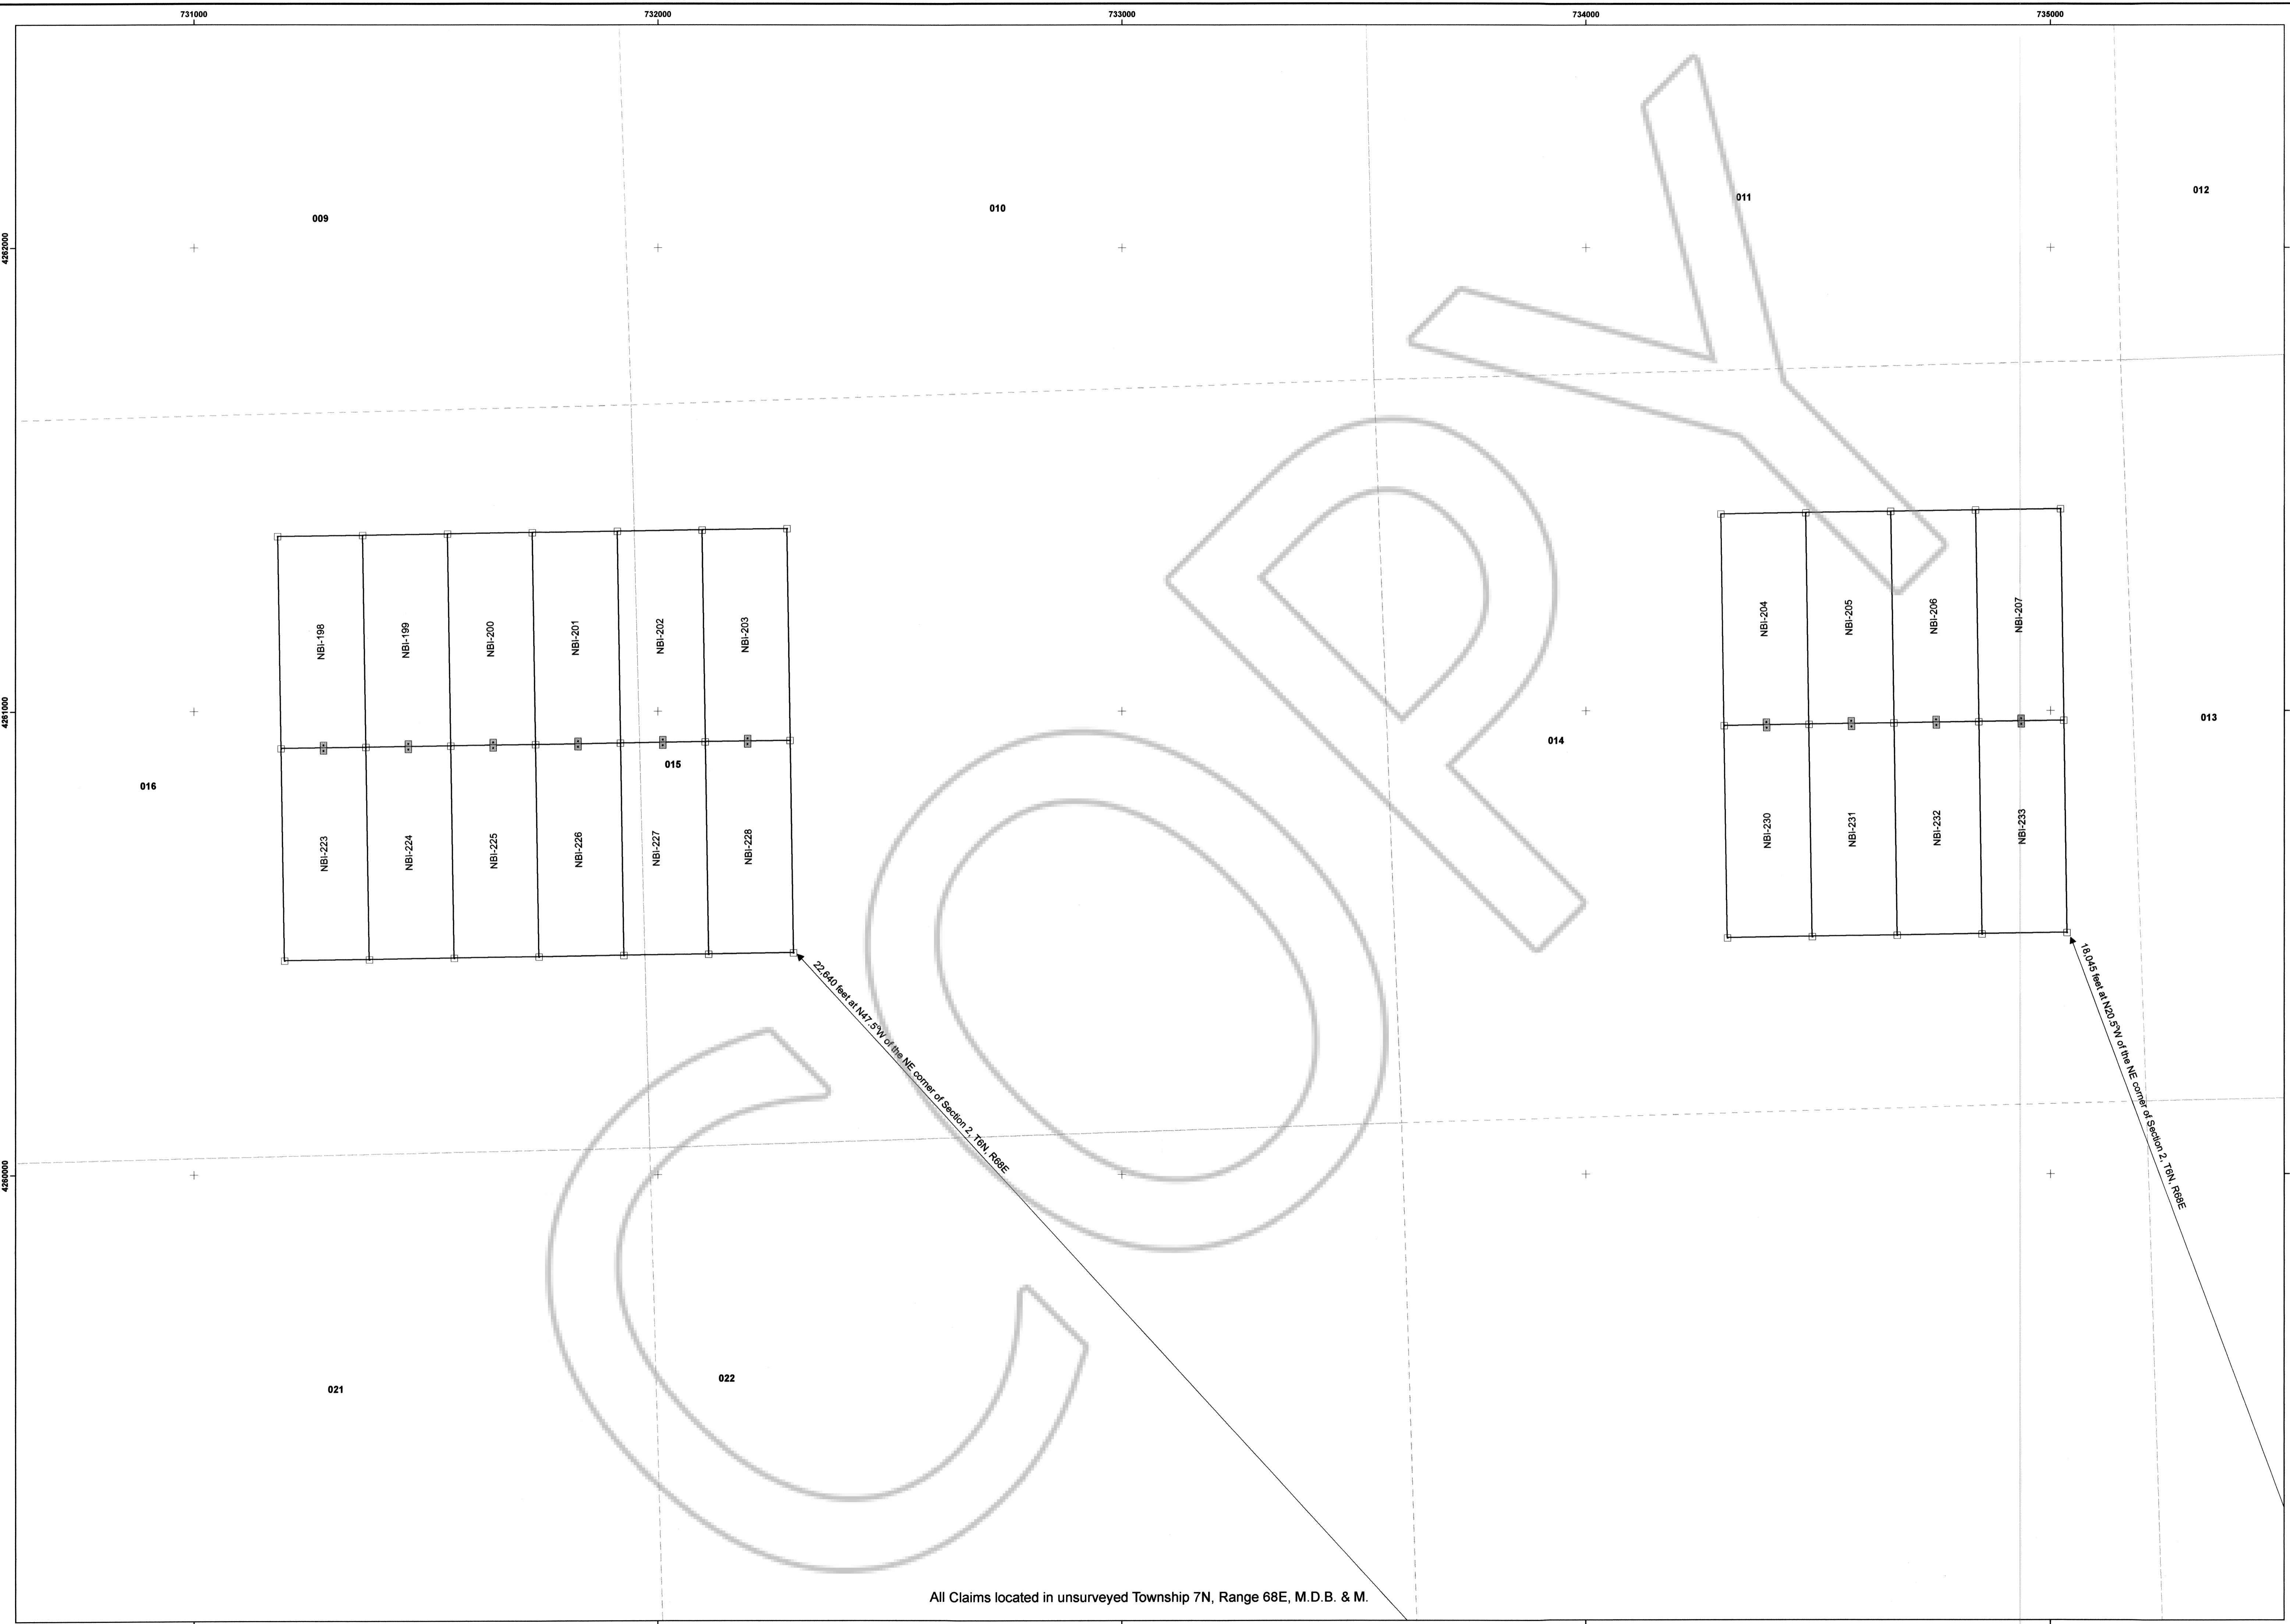 731000 732000 733000 734000 735000
4262000
4261000
4260000
009
010
011
012
016
015
014
013
021
022
NBI-198
NBI-199
NBI-200
NBI-201
NBI-202
NBI-203
NBI-204
NBI-205
NBI-206
NBI-207
NBI-223
NBI-224
NBI-225
NBI-226
NBI-227
NBI-228
NBI-230
NBI-231
NBI-232
NBI-233
22,640 feet at N47.5°W of the NE corner of Section 2, T6N, R68E
18,045 feet at N20.5°W of the NE corner of Section 2, T6N, R68E
COPY
All Claims located in unsurveyed Township 7N, Range 68E, M.D.B. & M.